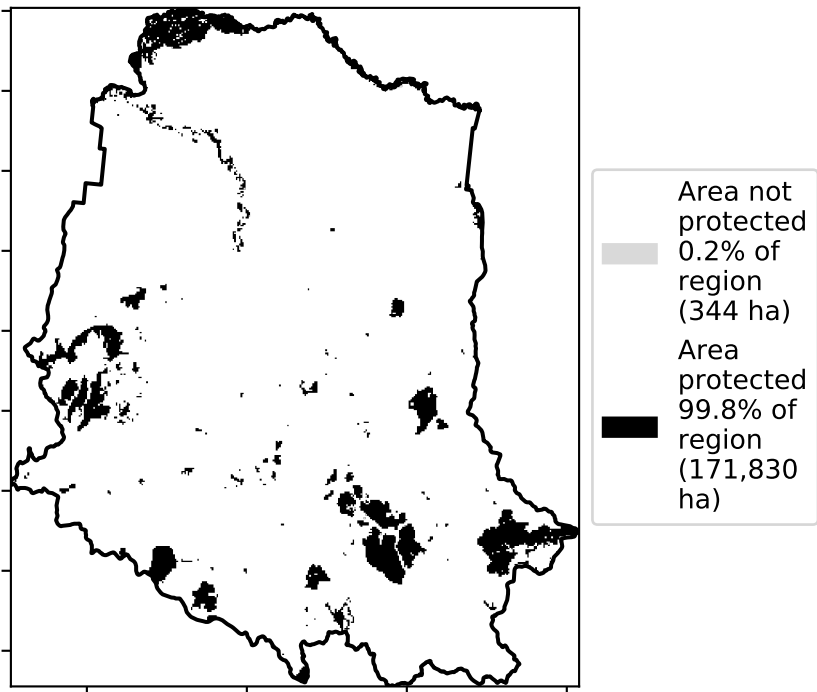 Area not
protected
0.2% of
region
(344 ha)
Area
protected
99.8% of
region
(171,830
ha)